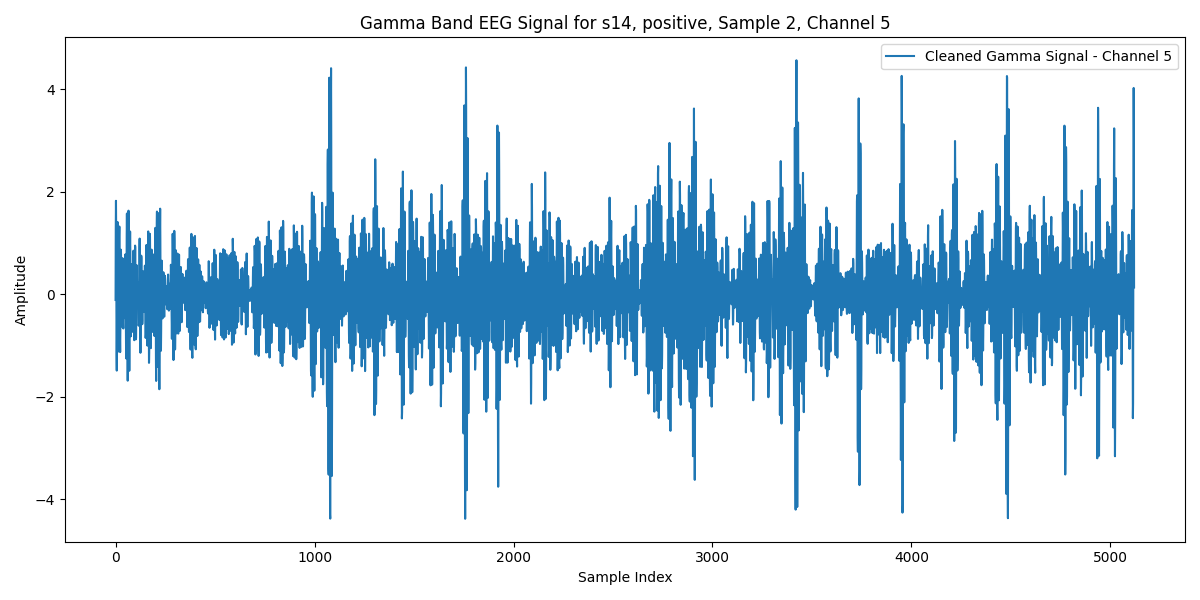 Gamma Band EEG Signal for s14, positive, Sample 2, Channel 5
Cleaned Gamma Signal - Channel 5
Amplitude
4
2
0
−2
−4
0 1000 2000 3000 4000 5000
Sample Index